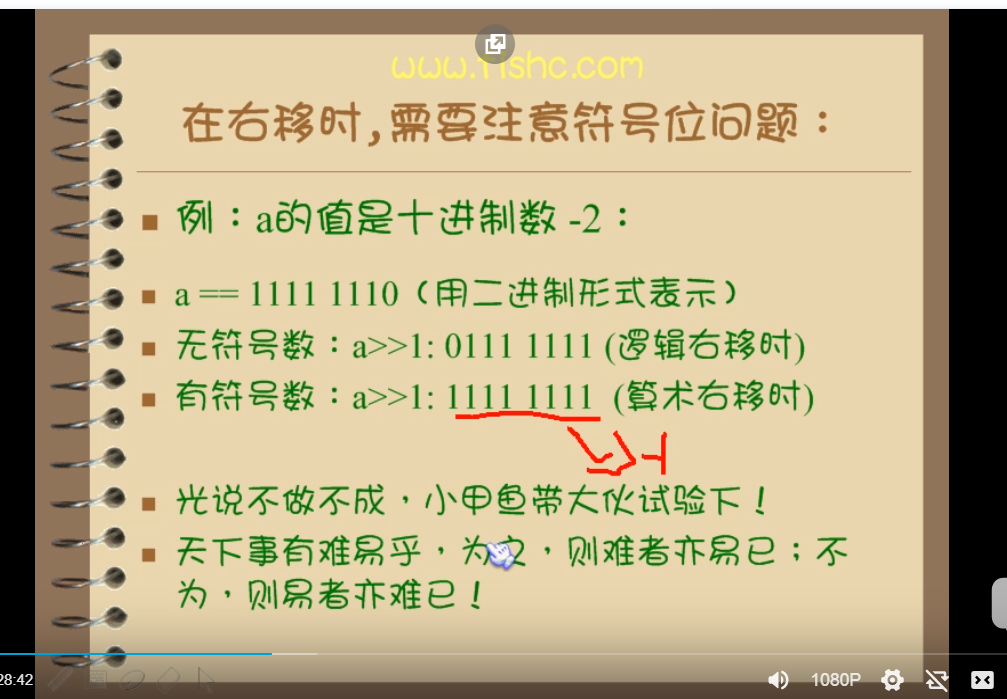 www.fishc.com
在右移时,需要注意符号位问题：
例：a的值是十进制数 -2：
a == 1111 1110（用二进制形式表示）
无符号数：a>>1: 0111 1111 (逻辑右移时)
有符号数：a>>1: 1111 1111 (算术右移时)
-1
光说不做不成，小甲鱼带大伙试验下！
天下事有难易乎，为之，则难者亦易已；不
为，则易者亦难已！
28:42
1080P